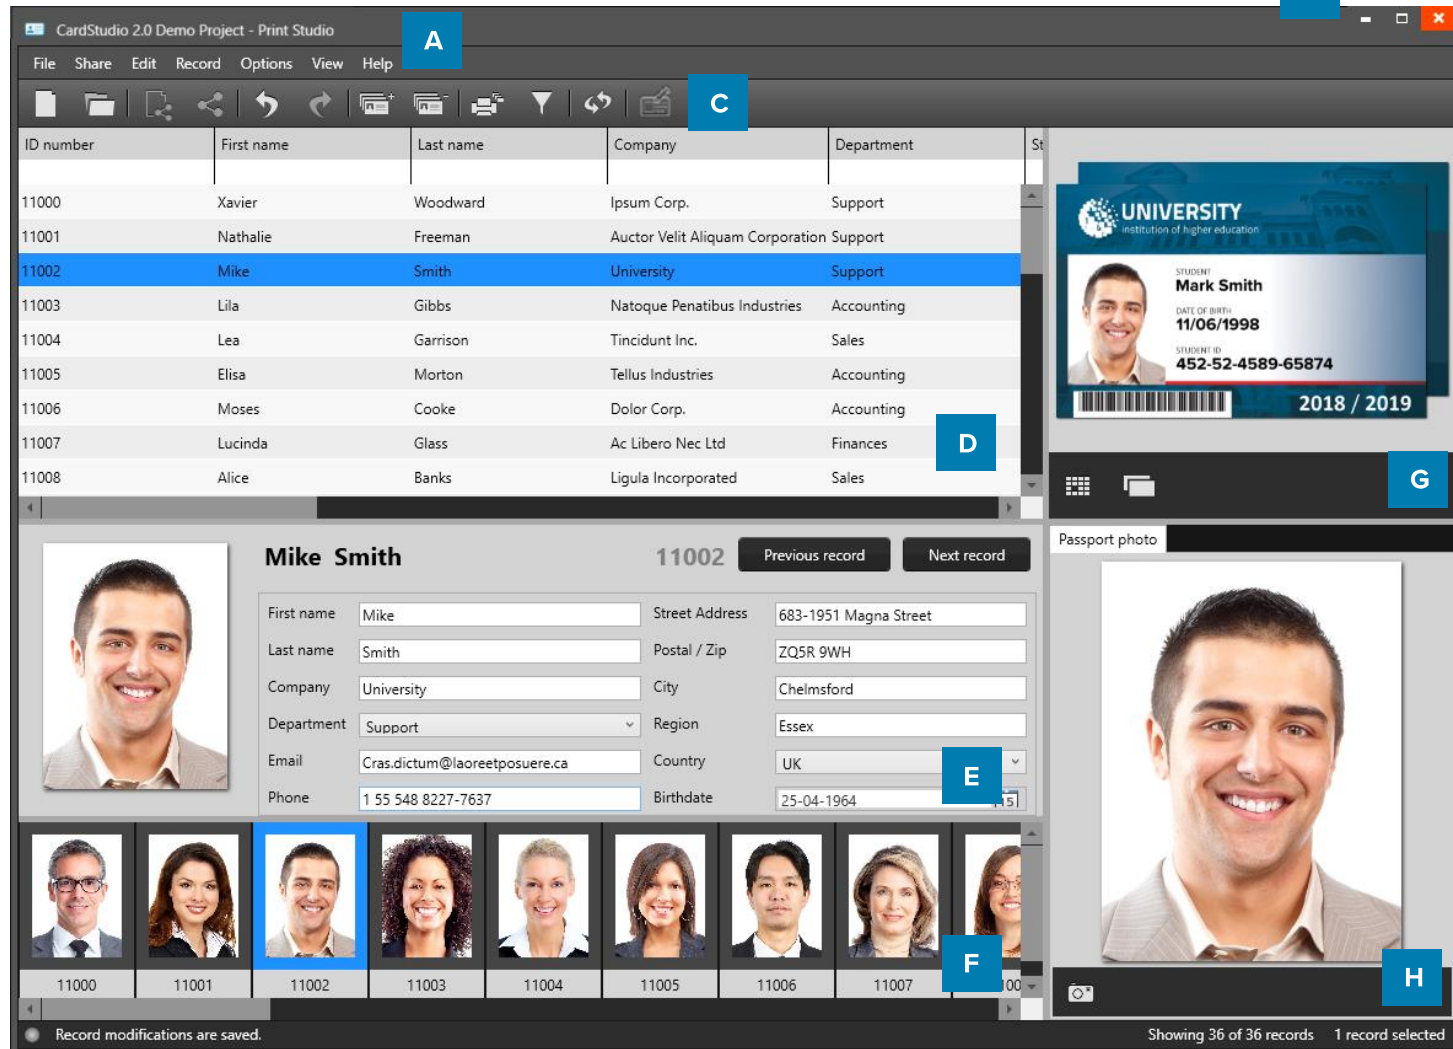 CardStudio 2.0 Demo Project - Print Studio
A
File Share Edit Record Options View Help
C
ID number First name Last name Company Department St
11000 Xavier Woodward Ipsum Corp. Support
11001 Nathalie Freeman Auctor Velit Aliquam Corporation Support
11002 Mike Smith University Support
11003 Lila Gibbs Natoque Penatibus Industries Accounting
11004 Lea Garrison Tincidunt Inc. Sales
11005 Elisa Morton Tellus Industries Accounting
11006 Moses Cooke Dolor Corp. Accounting
11007 Lucinda Glass Ac Libero Nec Ltd Finances
11008 Alice Banks Ligula Incorporated Sales
D
UNIVERSITY
institution of higher education
STUDENT
Mark Smith
DATE OF BIRTH
11/06/1998
STUDENT ID
452-52-4589-65874
2018 / 2019
G
Mike Smith 11002 Previous record Next record
First name Mike Street Address 683-1951 Magna Street
Last name Smith Postal / Zip ZQ5R 9WH
Company University City Chelmsford
Department Support Region Essex
Email Cras.dictum@laoreetposuere.ca Country UK
Phone 1 55 548 8227-7637 Birthdate 25-04-1964 15
E
Passport photo
11000 11001 11002 11003 11004 11005 11006 11007
F
H
Record modifications are saved. Showing 36 of 36 records 1 record selected